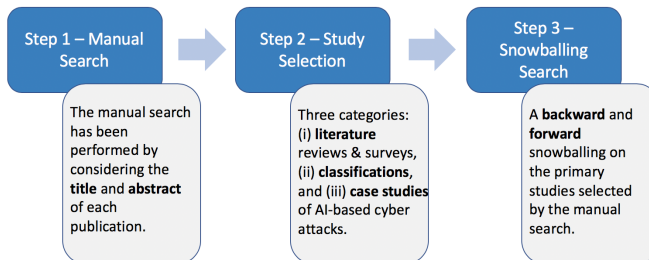 Step 1 – Manual
Search
The manual search
has been
performed by
considering the
title and abstract
of each
publication.
Step 2 – Study
Selection
Three categories:
(i) literature
reviews & surveys,
(ii) classifications,
and (iii) case studies
of AI-based cyber
attacks.
Step 3 –
Snowballing
Search
A backward and
forward
snowballing on
the primary
studies selected
by the manual
search.